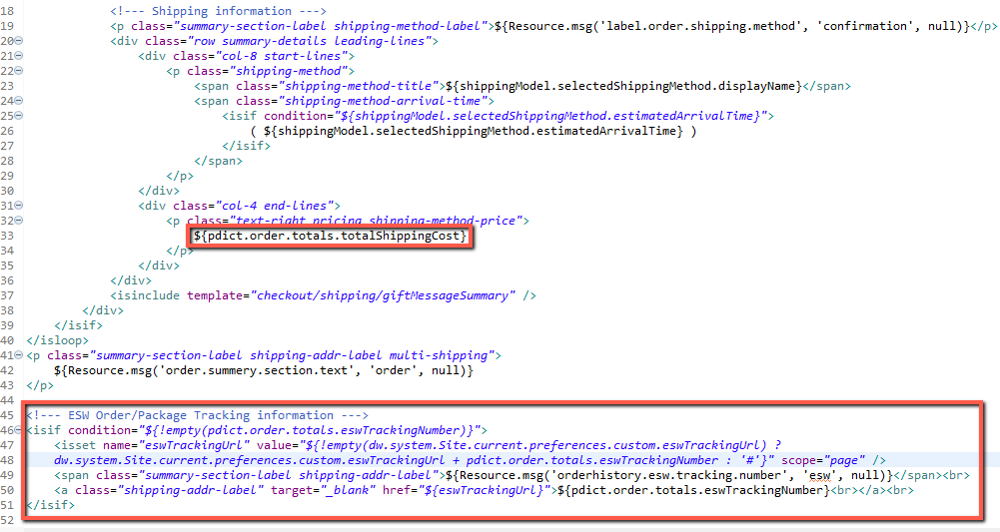 18 <!--- Shipping information --->
19 <p class="summary-section-label shipping-method-label">${Resource.msg('label.order.shipping.method', 'confirmation', null)}</p>
20 <div class="row summary-details leading-lines">
21 <div class="col-8 start-lines">
22 <p class="shipping-method">
23 <span class="shipping-method-title">${shippingModel.selectedShippingMethod.displayName}</span>
24 <span class="shipping-method-arrival-time">
25 <isif condition="${shippingModel.selectedShippingMethod.estimatedArrivalTime}">
26 ( ${shippingModel.selectedShippingMethod.estimatedArrivalTime} )
27 </isif>
28 </span>
29 </p>
30 </div>
31 <div class="col-4 end-lines">
32 <p class="text-right pricing shipping-method-price">
33 ${pdict.order.totals.totalShippingCost}
34 </p>
35 </div>
36 </div>
37 <isinclude template="checkout/shipping/giftMessageSummary" />
38 </div>
39 </isif>
40 </isloop>
41 <p class="summary-section-label shipping-addr-label multi-shipping">
42 ${Resource.msg('order.summery.section.text', 'order', null)}
43 </p>
44
45 <!--- ESW Order/Package Tracking information --->
46 <isif condition="${!empty(pdict.order.totals.eswTrackingNumber)}">
47 <isset name="eswTrackingUrl" value="${!empty(dw.system.Site.current.preferences.custom.eswTrackingUrl) ?
48 dw.system.Site.current.preferences.custom.eswTrackingUrl + pdict.order.totals.eswTrackingNumber : '#'}" scope="page" />
49 <span class="summary-section-label shipping-addr-label">${Resource.msg('orderhistory.esw.tracking.number', 'esw', null)}</span><br>
50 <a class="shipping-addr-label" target="_blank" href="${eswTrackingUrl}">${pdict.order.totals.eswTrackingNumber}<br></a><br>
51 </isif>
52